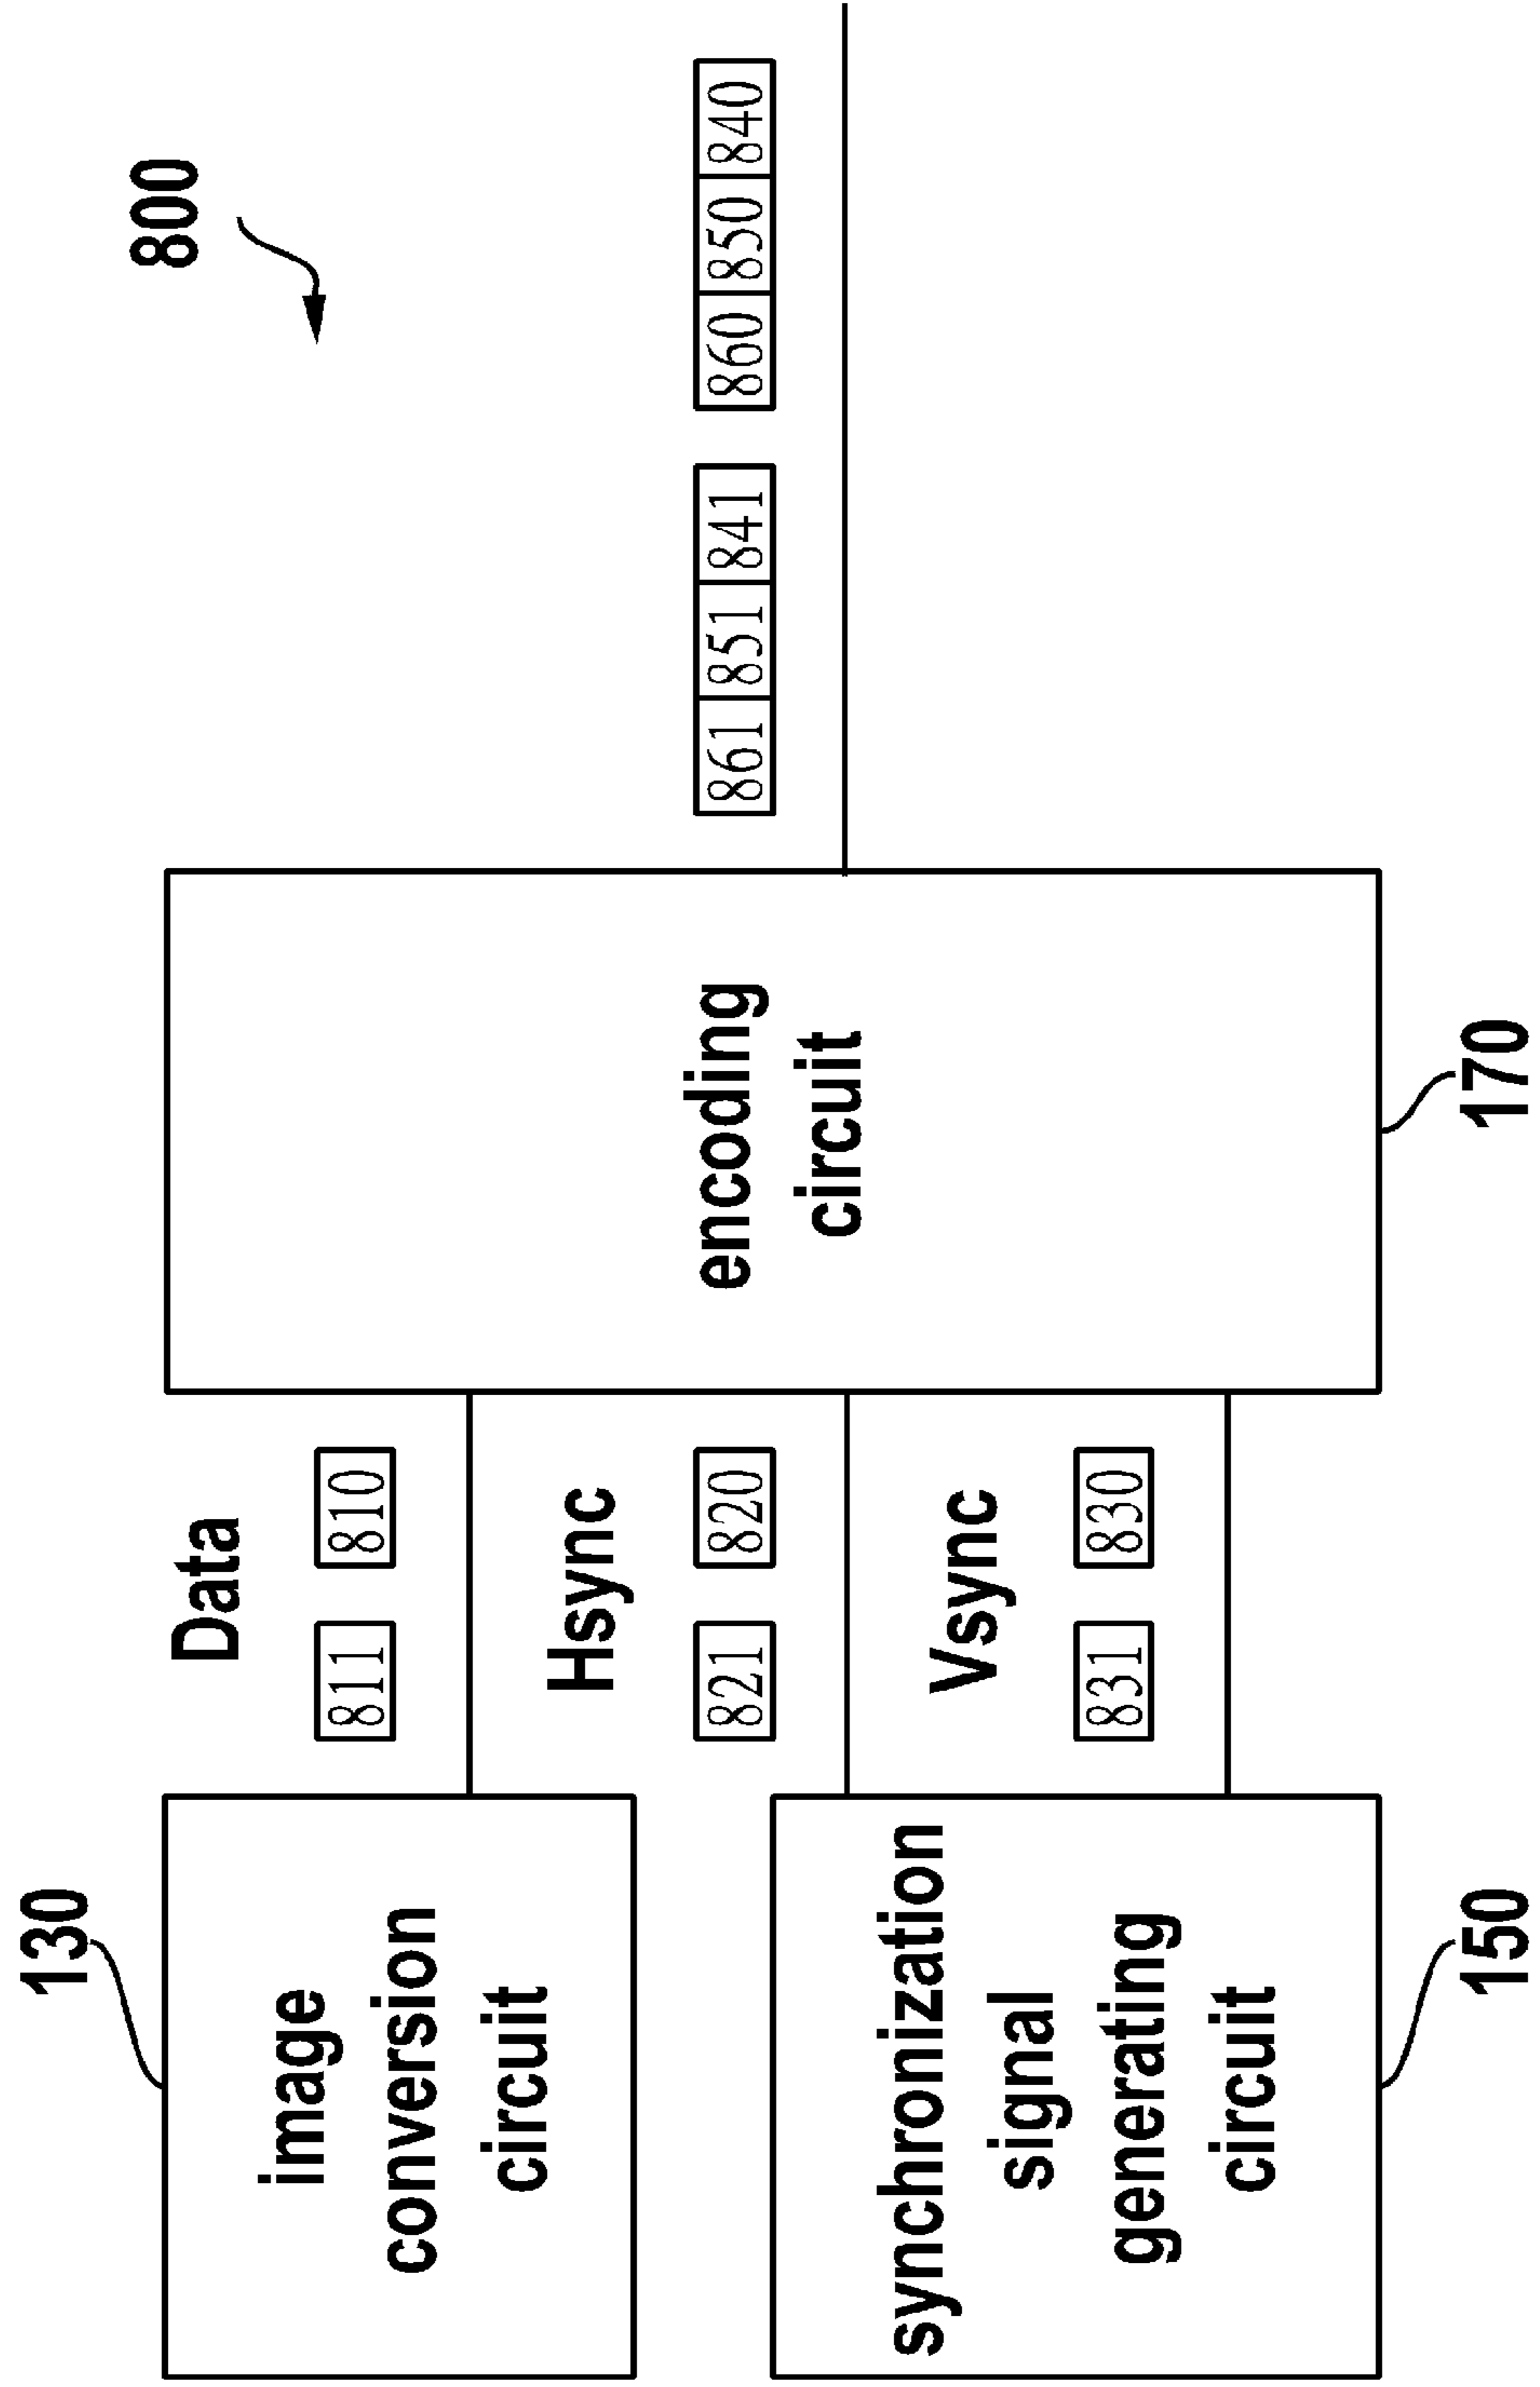 800
130
image
conversion
circuit
Data
811
810
Hsync
821
820
synchronization
signal
generating
circuit
150
Vsync
831
830
encoding
circuit
170
861 851 841
860 850 840